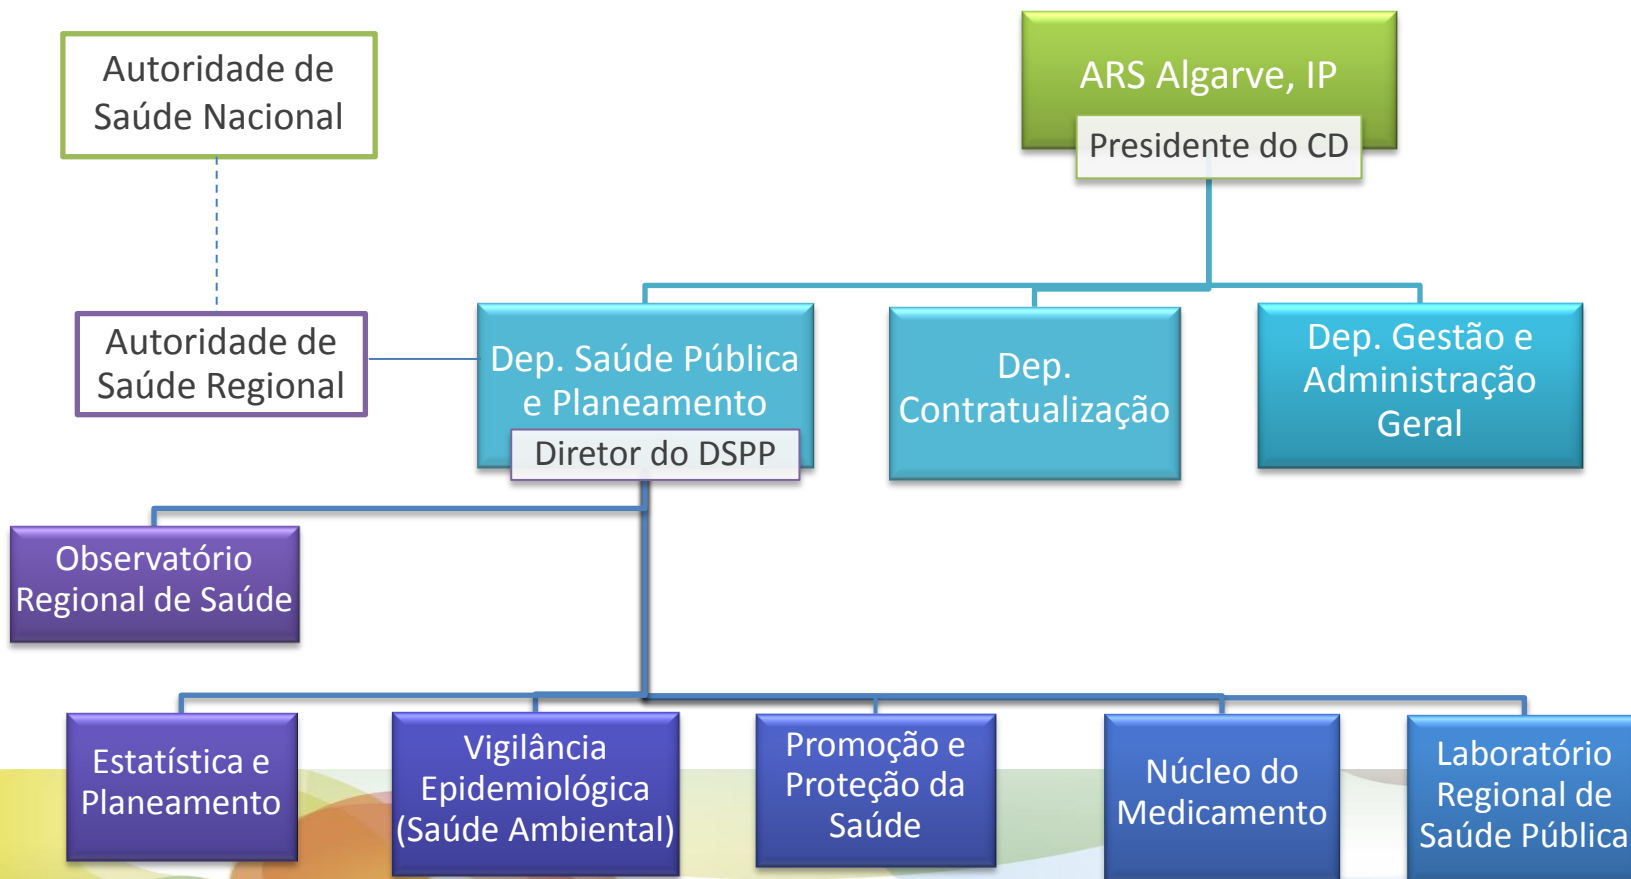 Autoridade de
Saúde Nacional
ARS Algarve, IP
Presidente do CD
Autoridade de
Saúde Regional
Dep. Saúde Pública
e Planeamento
Diretor do DSPP
Dep.
Contratualização
Dep. Gestão e
Administração
Geral
Observatório
Regional de Saúde
Estatística e
Planeamento
Vigilância
Epidemiológica
(Saúde Ambiental)
Promoção e
Proteção da
Saúde
Núcleo do
Medicamento
Laboratório
Regional de
Saúde Pública